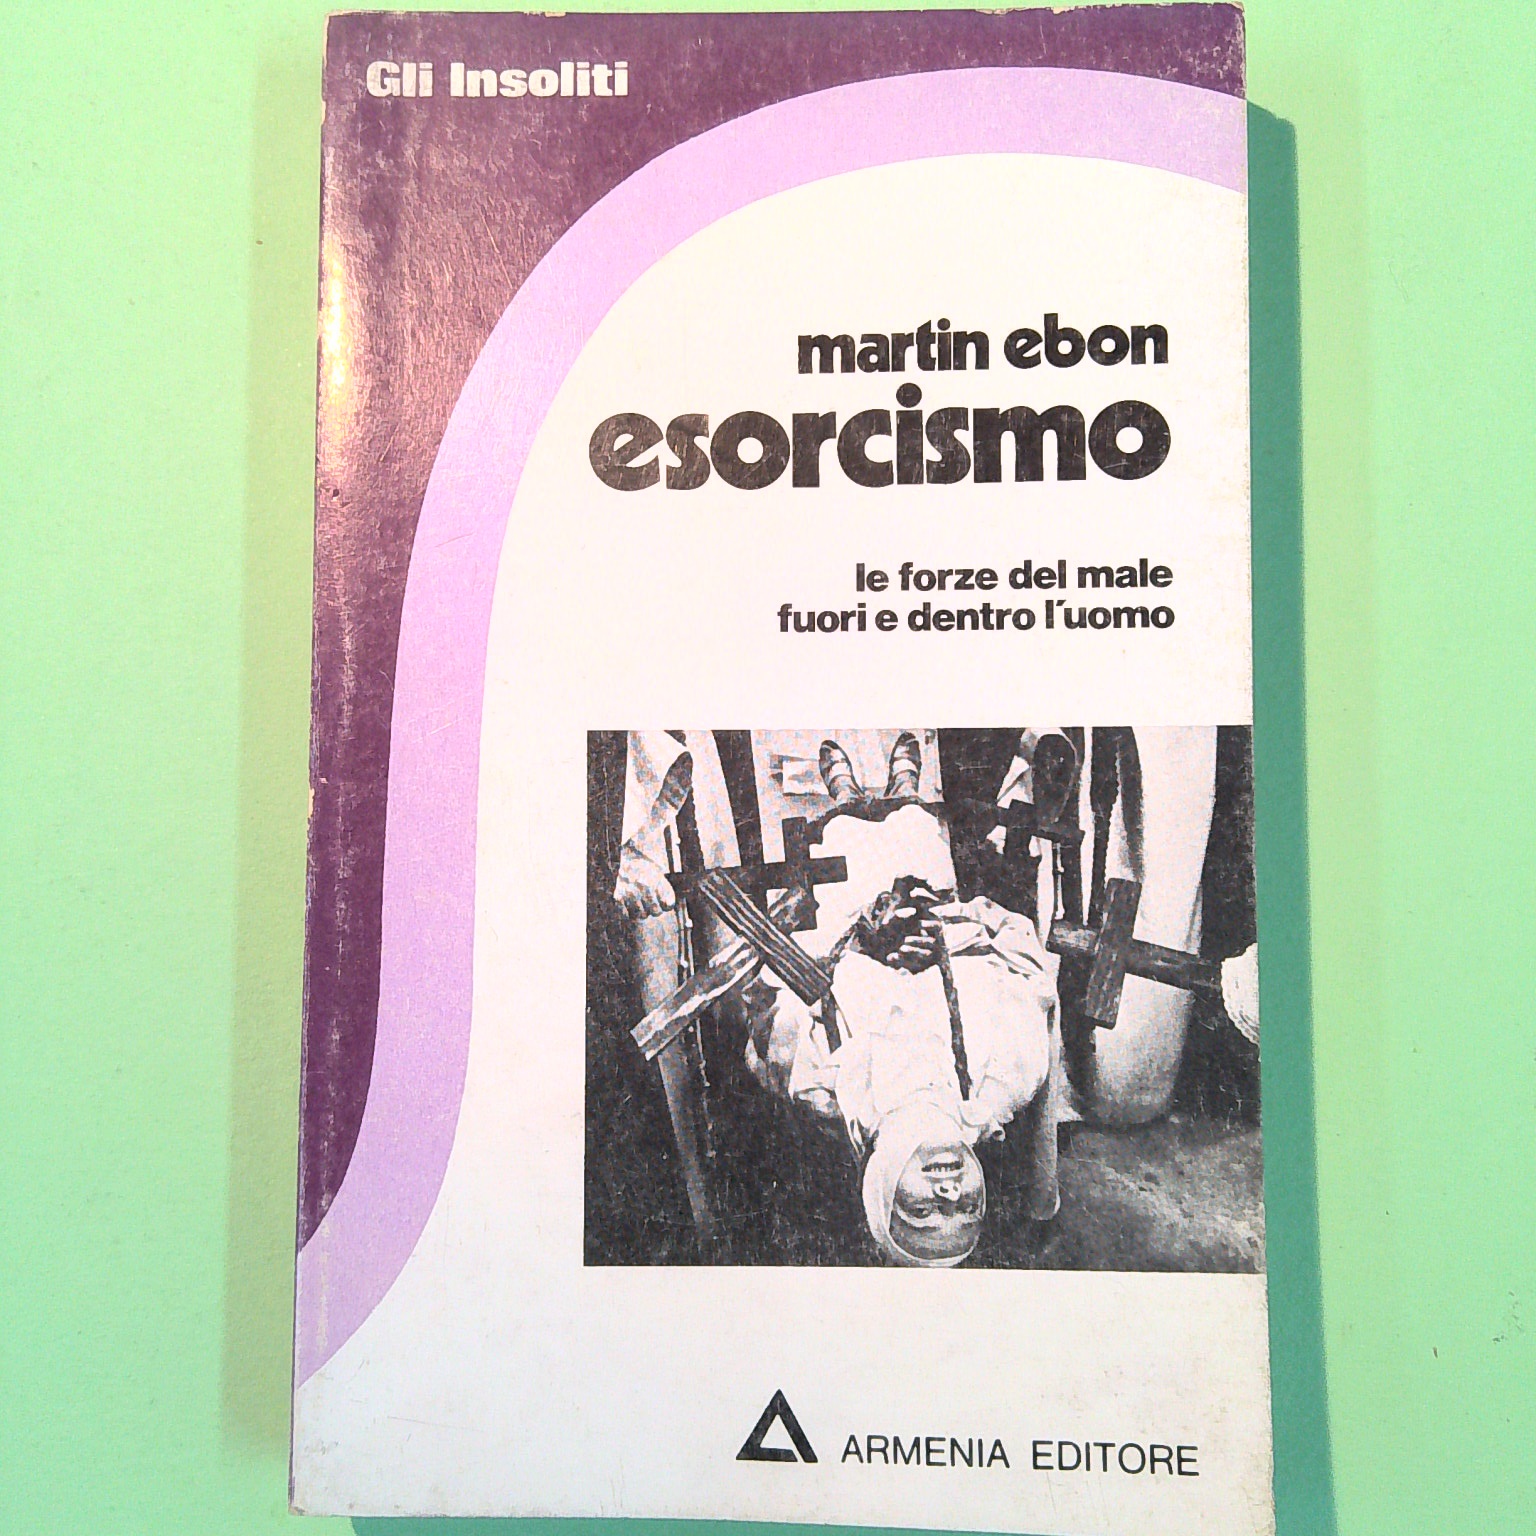 Gli Insoliti
martin ebon
esorcismo
le forze del male
fuori e dentro l'uomo
ARMENIA EDITORE